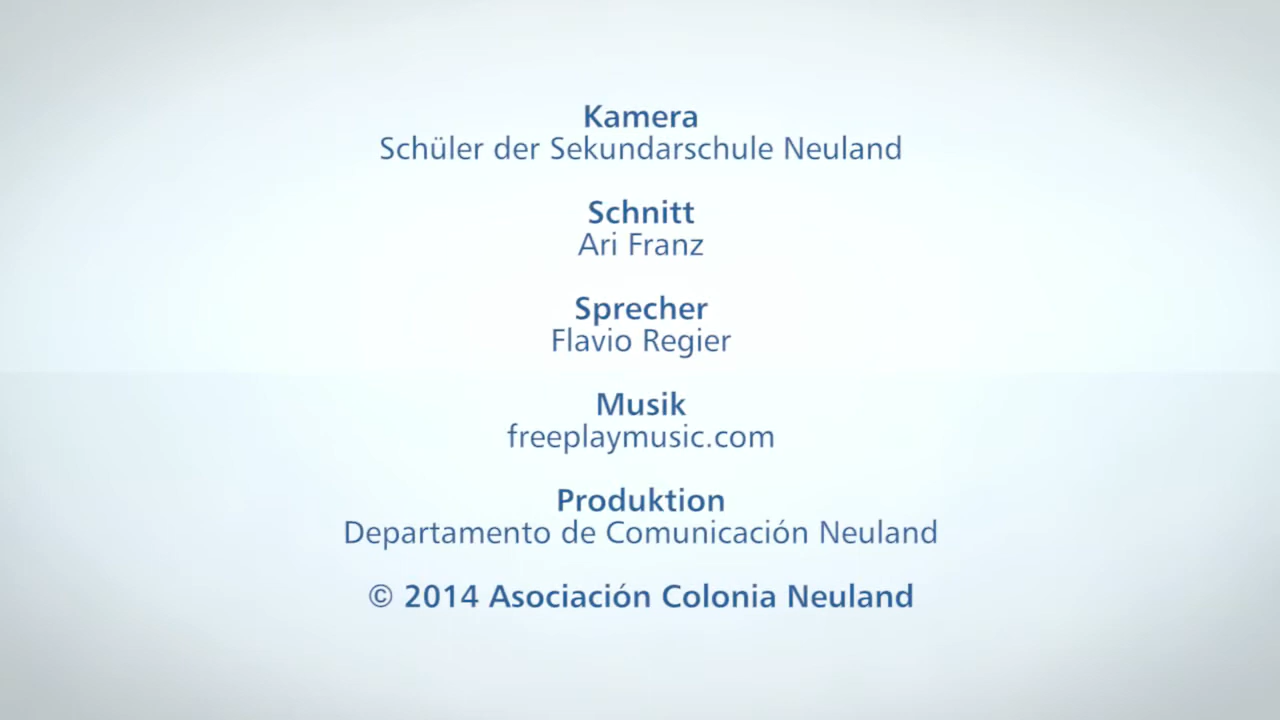 Kamera
Schüler der Sekundarschule Neuland
Schnitt
Ari Franz
Sprecher
Flavio Regier
Musik
freeplaymusic.com
Produktion
Departamento de Comunicación Neuland
© 2014 Asociación Colonia Neuland